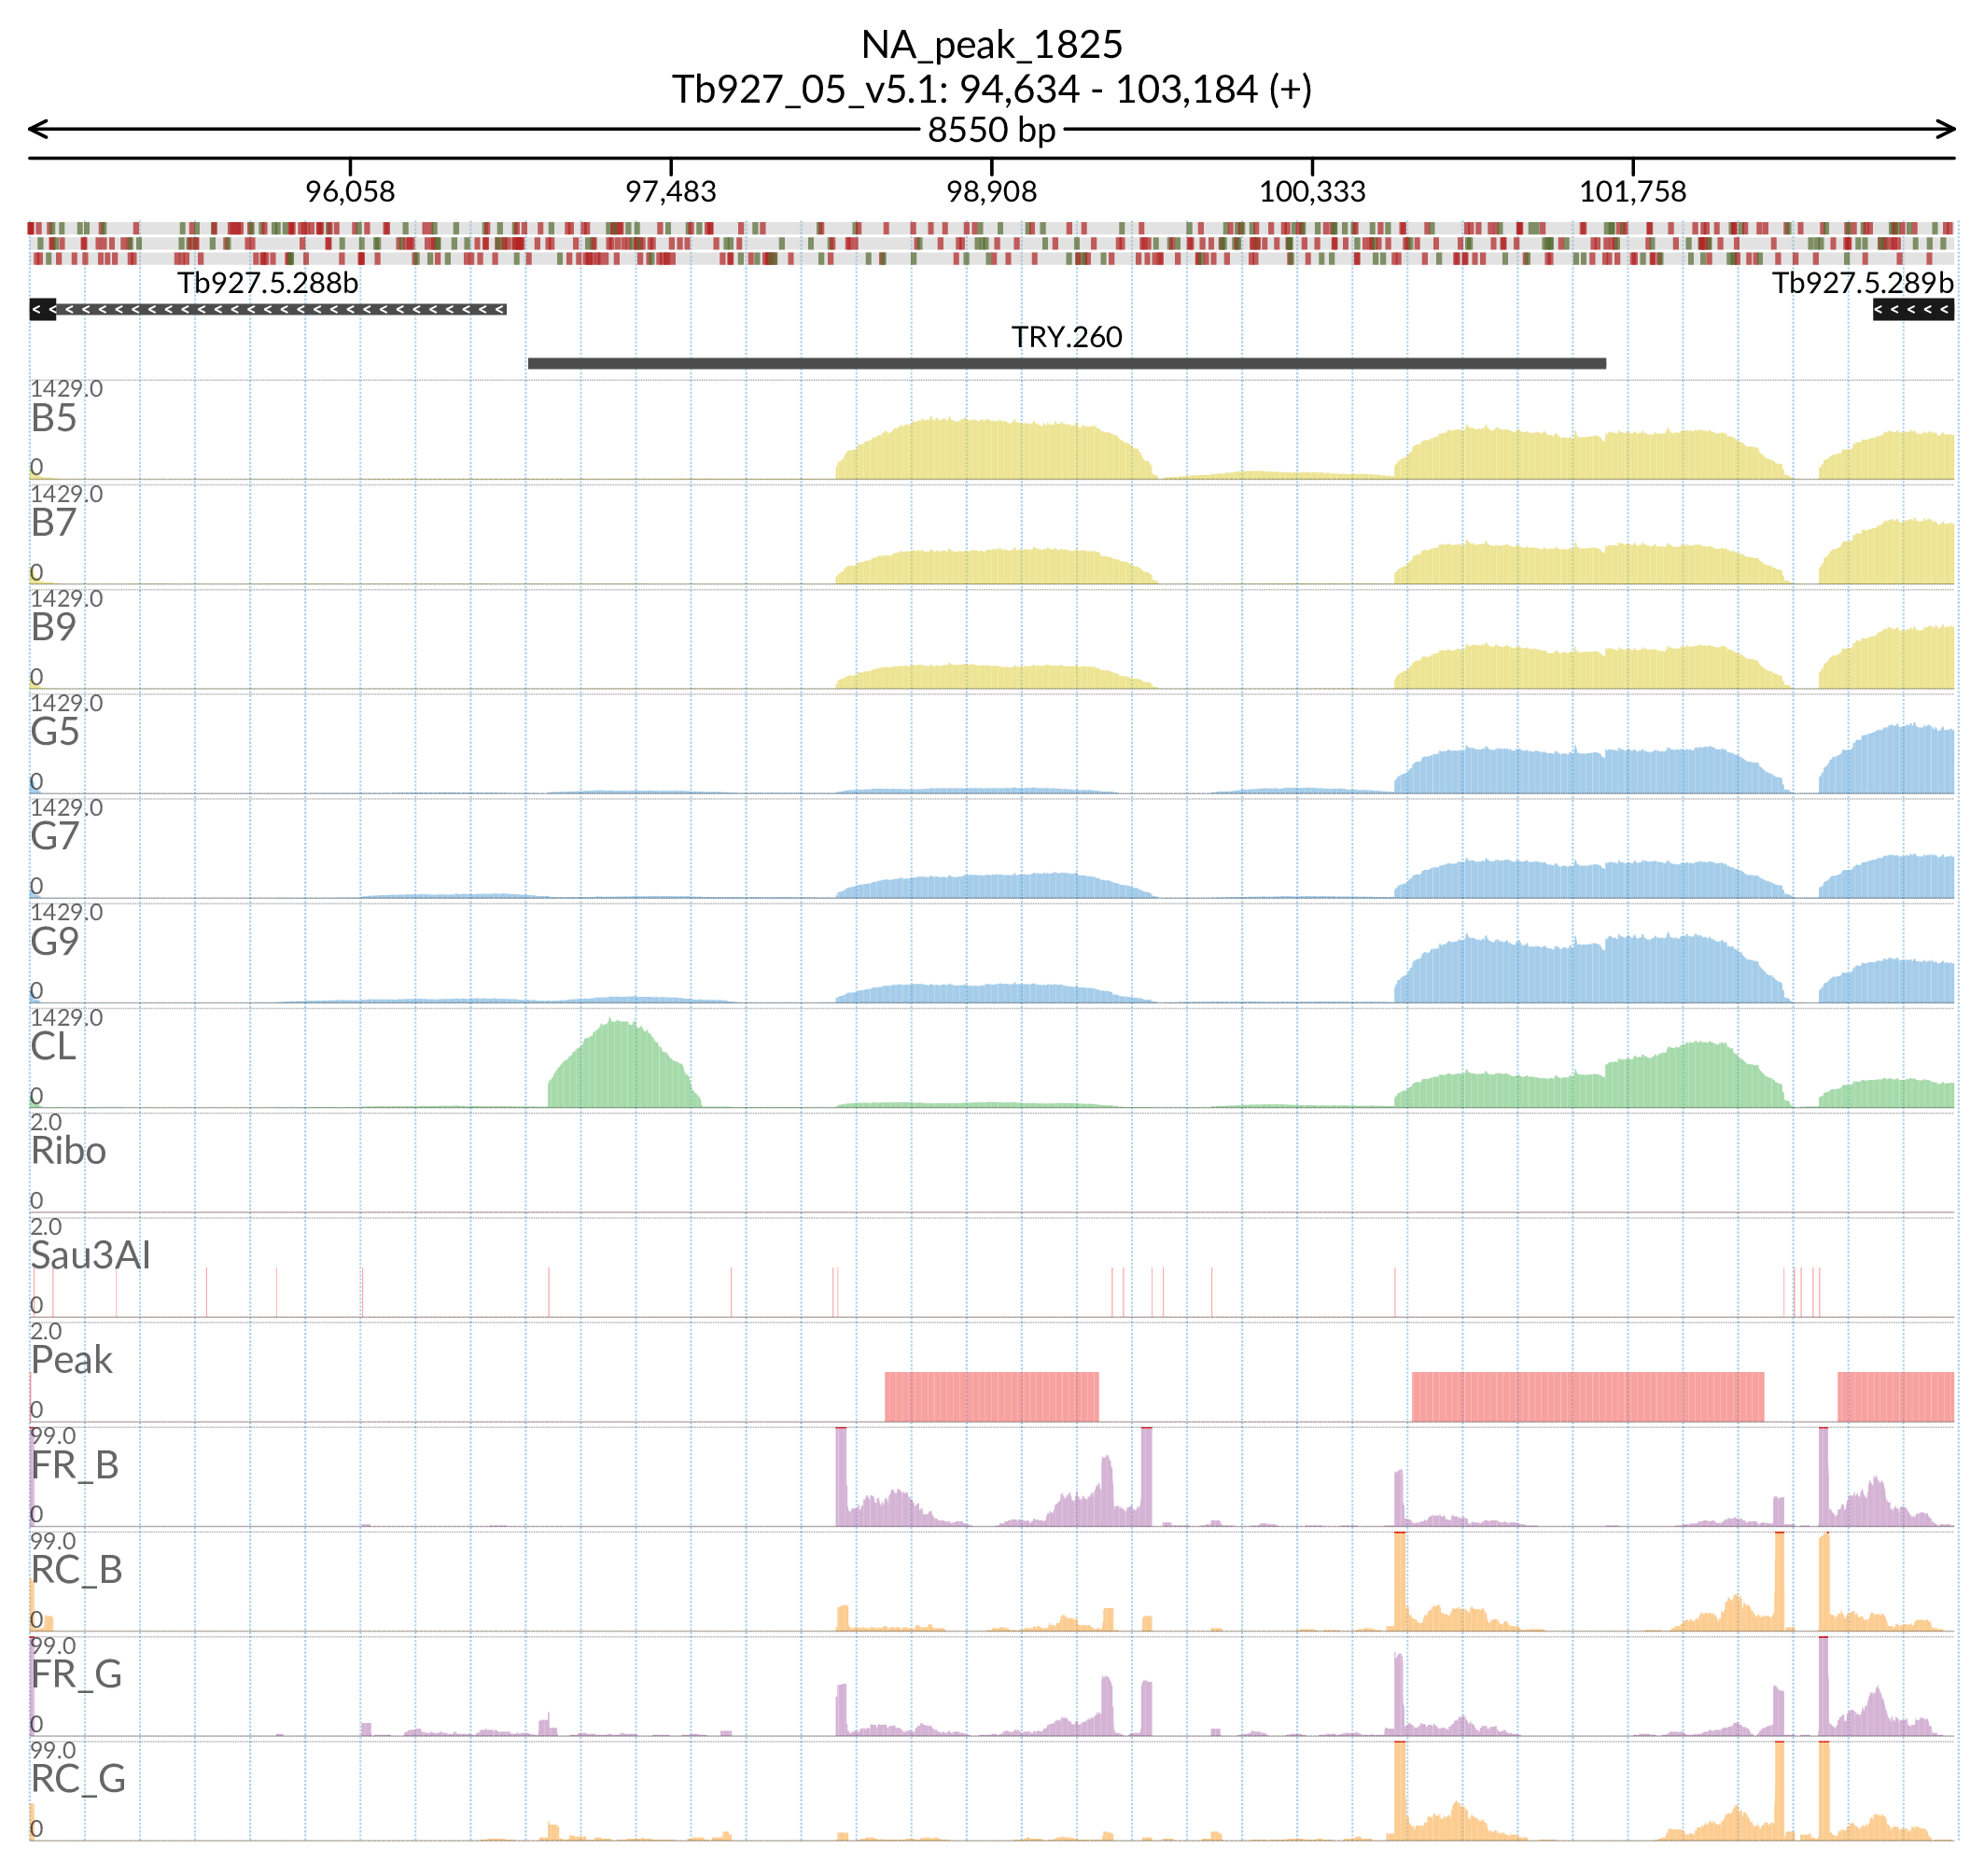 NA_peak_1825
Tb927_05_v5.1: 94,634 - 103,184 (+)
8550 bp
96,058 97,483 98,908 100,333 101,758
Tb927.5.288b Tb927.5.289b
TRY.260
1429.0
B5
0
1429.0
B7
0
1429.0
B9
0
1429.0
G5
0
1429.0
G7
0
1429.0
G9
0
1429.0
CL
0
2.0
Ribo
0
2.0
Sau3AI
0
2.0
Peak
0
99.0
FR_B
0
99.0
RC_B
0
99.0
FR_G
0
99.0
RC_G
0